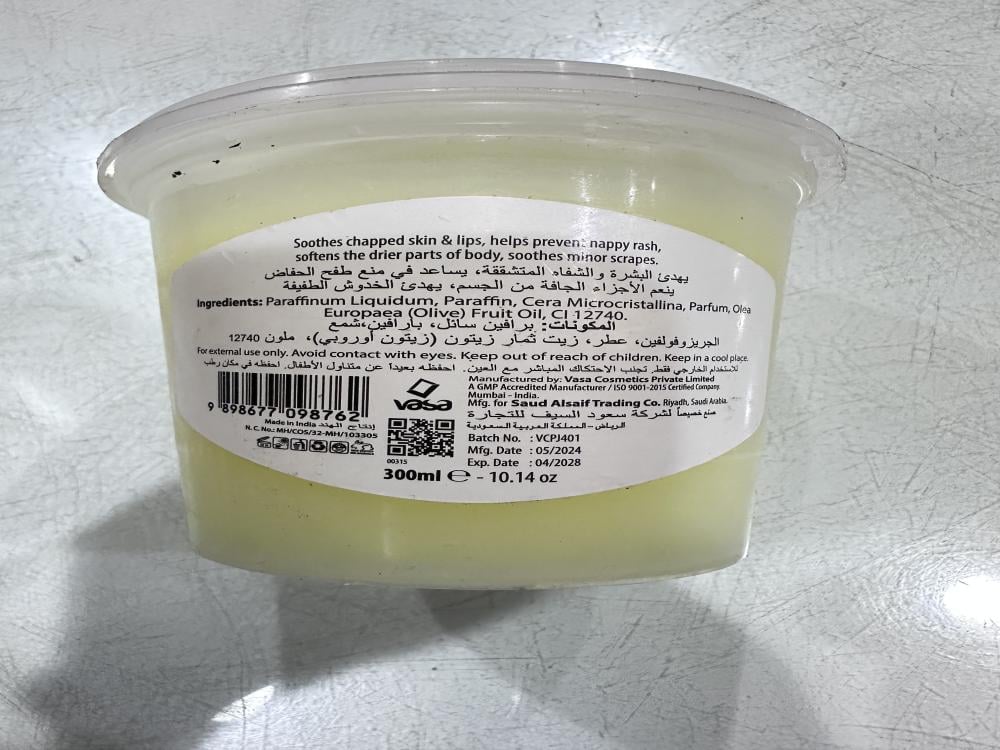 Soothes chapped skin & lips, helps prevent nappy rash,
softens the drier parts of body, soothes minor scrapes.
يهدئ البشرة والشفاه المتشققة، يساعد في منع طفح الحفاض
ينعم الأجزاء الجافة من الجسم، يهدئ الخدوش الطفيفة
Ingredients: Paraffinum Liquidum, Paraffin, Cera Microcristallina, Parfum, Olea
Europaea (Olive) Fruit Oil, CI 12740.
المكونات: برافين سائل، بارافين،شمع
الجريزوفولفين، عطر، زيت ثمار زيتون (زيتون أوروبي)، ملون 12740
For external use only. Avoid contact with eyes. Keep out of reach of children. Keep in a cool place.
للاستخدام الخارجي فقط. تجنب الاحتكاك المباشر مع العين. احفظه بعيداً عن متناول الأطفال. احفظه في مكان رطب
9 898677 098762
Made in India إنتاج الهند
N. C. No.: MH/COS/32-MH/103305
vasa
00315
Manufactured by: Vasa Cosmetics Private Limited
A GMP Accredited Manufacturer / ISO 9001-2015 Certified Company.
Mumbai - India.
Mfg. for Saud Alsaif Trading Co. Riyadh, Saudi Arabia.
صنع خصيصاً لشركة سعود السيف للتجارة
الرياض - المملكة العربية السعودية
Batch No. : VCPJ401
Mfg. Date : 05/2024
Exp. Date : 04/2028
300ml e - 10.14 oz